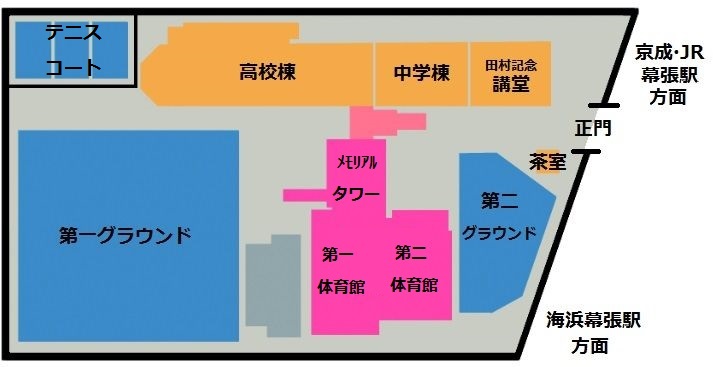 テニス
コート
高校棟
中学棟
田村記念
講堂
京成・JR
幕張駅
方面
正門
茶室
ﾒﾓﾘｱﾙ
タワー
第一グラウンド
第二
グラウンド
第一
体育館
第二
体育館
海浜幕張駅
方面